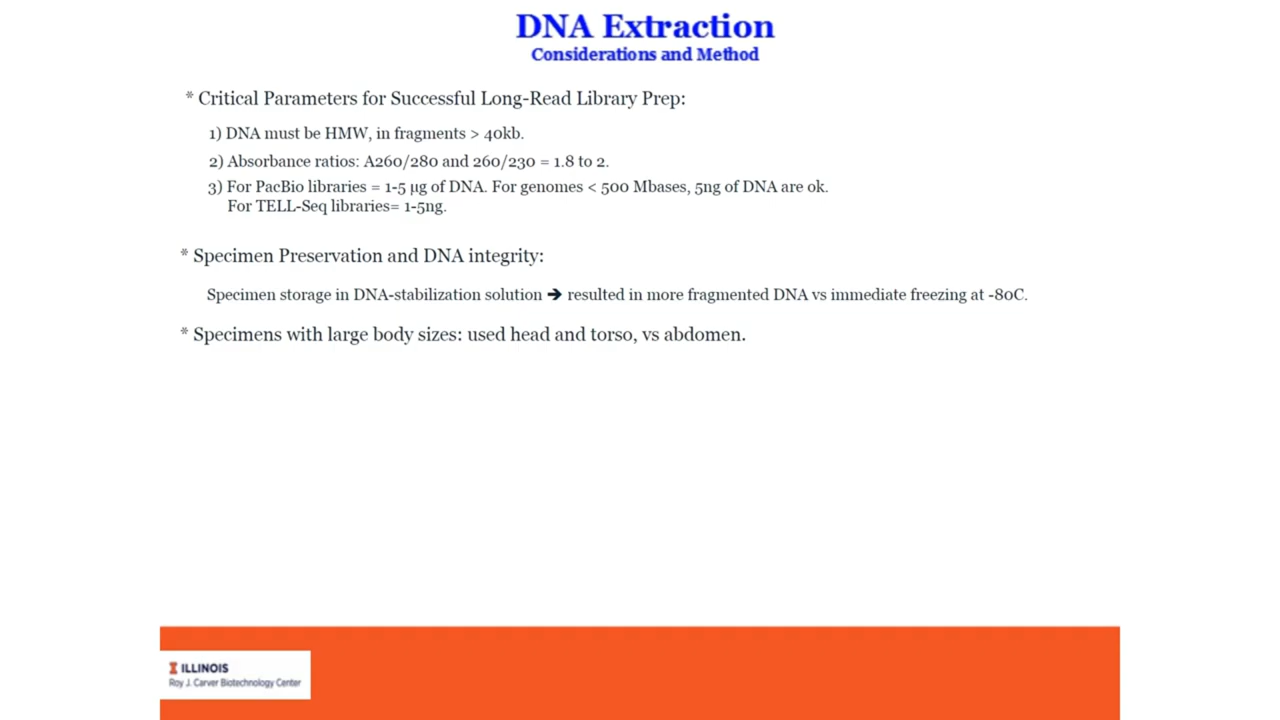 DNA Extraction
Considerations and Method
* Critical Parameters for Successful Long-Read Library Prep:
1) DNA must be HMW, in fragments > 40kb.
2) Absorbance ratios: A260/280 and 260/230 = 1.8 to 2.
3) For PacBio libraries = 1-5 µg of DNA. For genomes < 500 Mbases, 5ng of DNA are ok.
For TELL-Seq libraries= 1-5ng.
* Specimen Preservation and DNA integrity:
Specimen storage in DNA-stabilization solution 🡺 resulted in more fragmented DNA vs immediate freezing at -80C.
* Specimens with large body sizes: used head and torso, vs abdomen.
ILLINOIS
Roy J. Carver Biotechnology Center